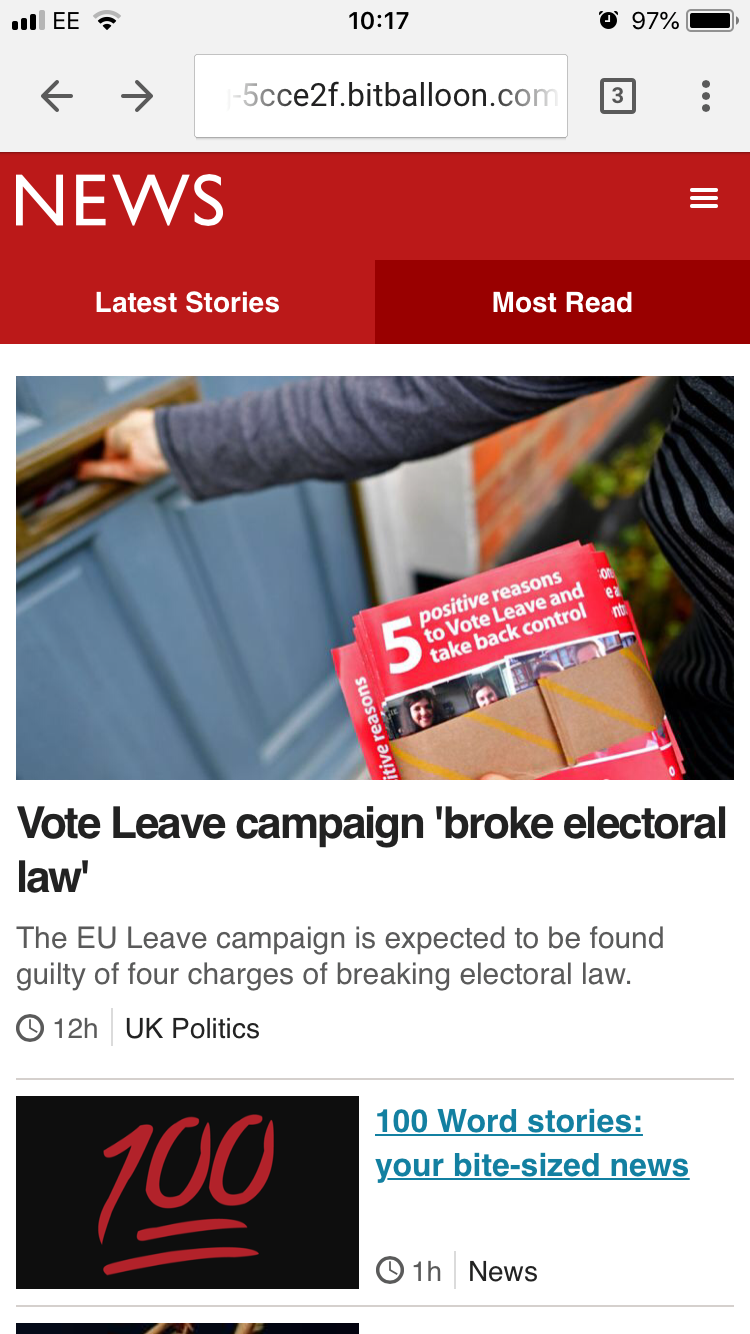 EE 10:17 97%
-5cce2f.bitballoon.com 3
NEWS
Latest Stories Most Read
5 positive reasons
to Vote Leave and
take back control
itive reasons
Vote Leave campaign 'broke electoral
law'
The EU Leave campaign is expected to be found
guilty of four charges of breaking electoral law.
12h UK Politics
100
100 Word stories:
your bite-sized news
1h News